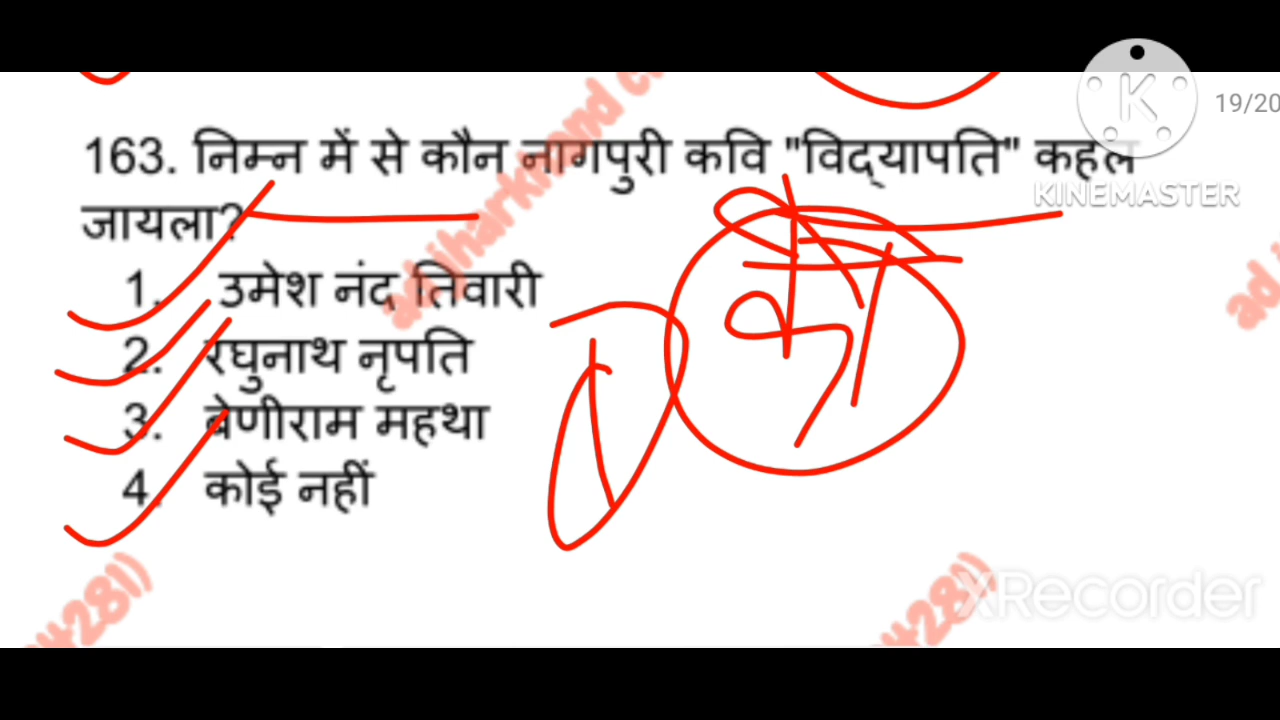 19/20
163. निम्न में से कौन नागपुरी कवि "विद्यापति" कहल
KINEMASTER
जायला?
1. उमेश नंद तिवारी
2. रघुनाथ नृपति
3. बेणीराम महथा
4. कोई नहीं
XRecorder